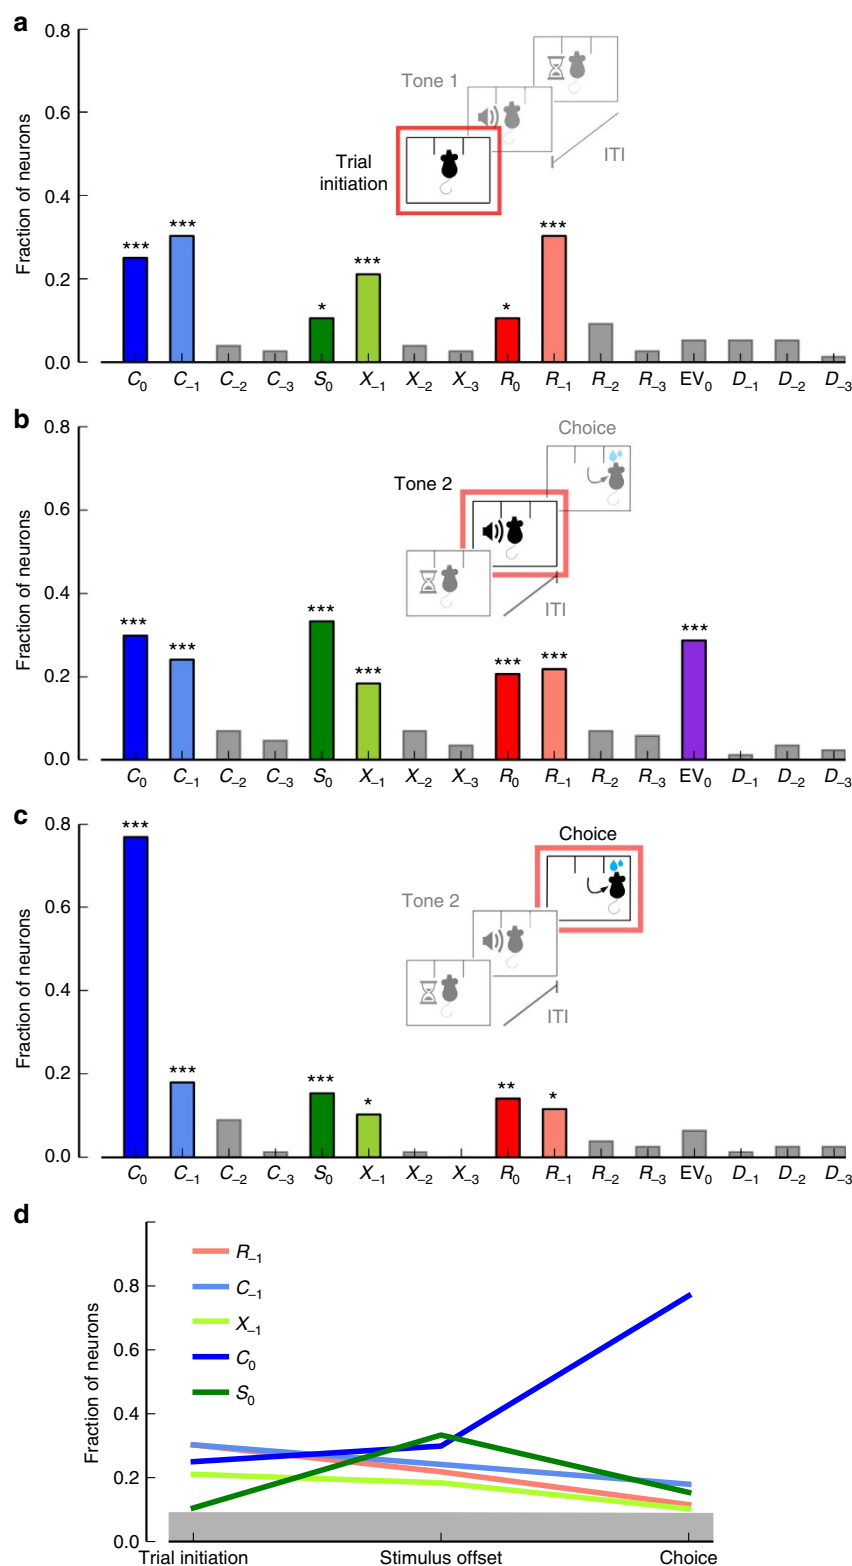 a
0.8
Tone 1
0.6
ITI
Trial
initiation
Fraction of neurons
0.4
***
***
***
***
0.2
*
*
0.0
C0 C–1 C–2 C–3 S0 X–1 X–2 X–3 R0 R–1 R–2 R–3 EV0 D–1 D–2 D–3
b
0.8
Choice
Tone 2
0.6
ITI
Fraction of neurons
0.4
***
***
***
***
***
***
***
0.2
0.0
C0 C–1 C–2 C–3 S0 X–1 X–2 X–3 R0 R–1 R–2 R–3 EV0 D–1 D–2 D–3
c
0.8
***
Choice
Tone 2
0.6
ITI
Fraction of neurons
0.4
0.2
***
***
*
**
*
0.0
C0 C–1 C–2 C–3 S0 X–1 X–2 X–3 R0 R–1 R–2 R–3 EV0 D–1 D–2 D–3
d
R–1
C–1
X–1
C0
S0
Fraction of neurons
0.8
0.6
0.4
0.2
0.0
Trial initiation Stimulus offset Choice